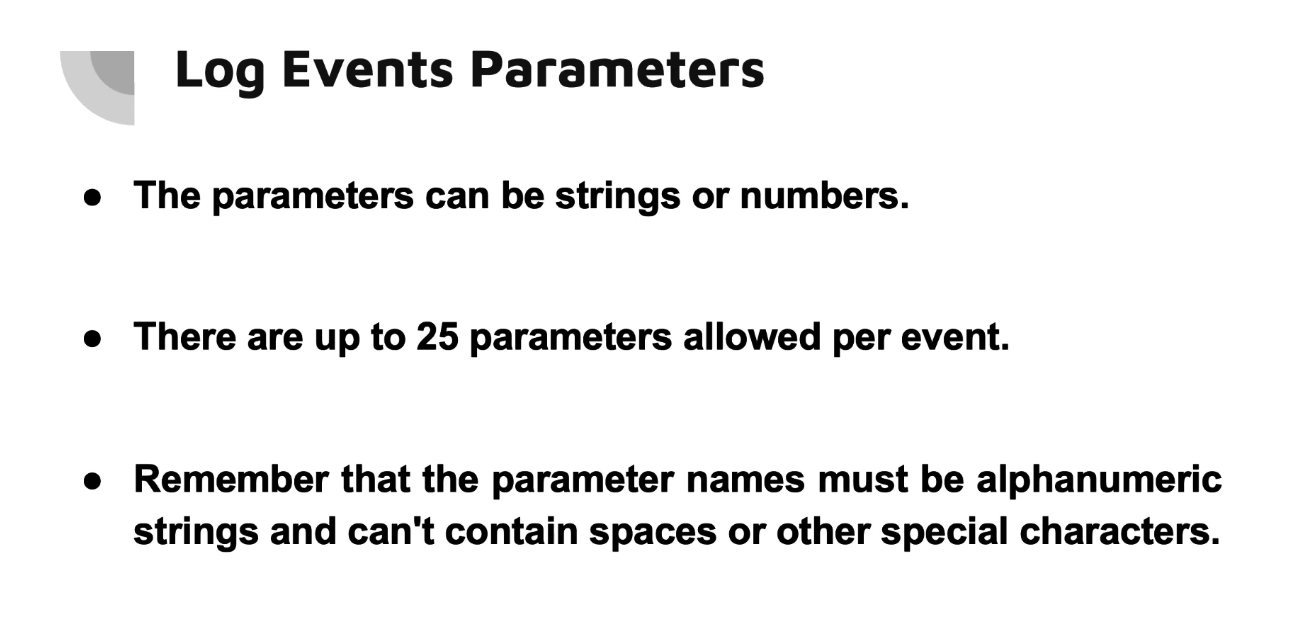 Log Events Parameters
● The parameters can be strings or numbers.
● There are up to 25 parameters allowed per event.
● Remember that the parameter names must be alphanumeric
strings and can't contain spaces or other special characters.